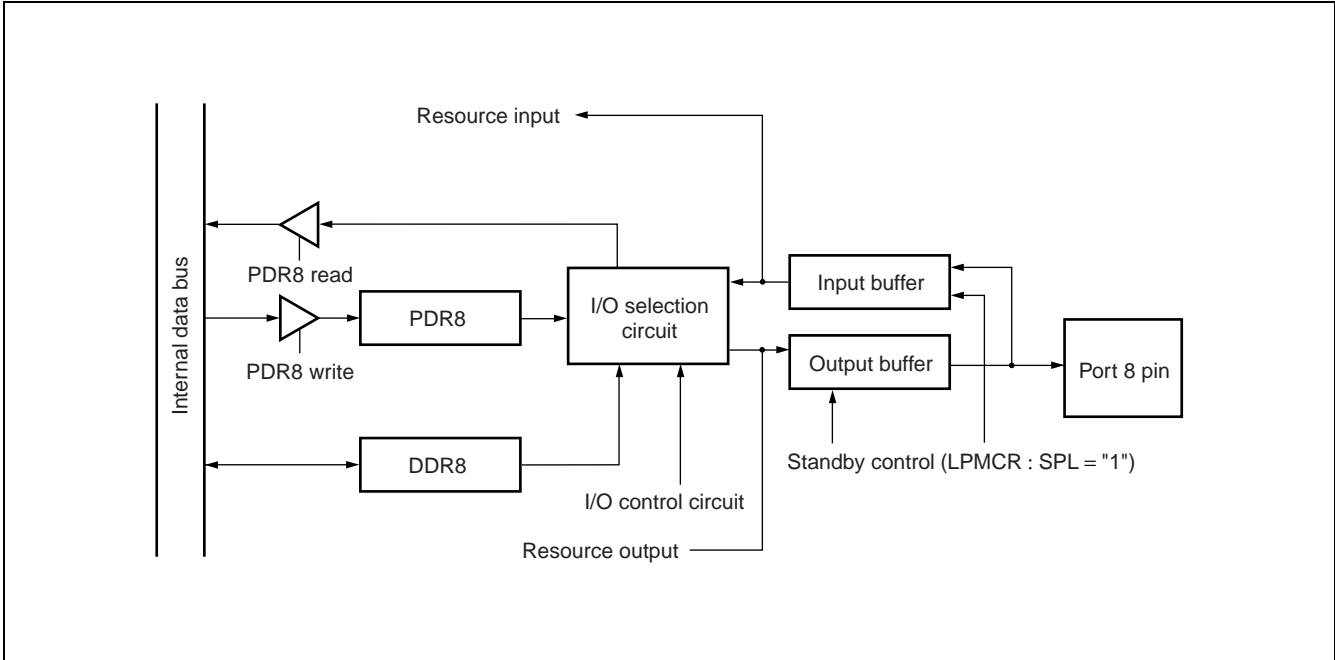 Resource input
Internal data bus
PDR8 read
PDR8 write
PDR8
DDR8
I/O selection
circuit
I/O control circuit
Resource output
Input buffer
Output buffer
Port 8 pin
Standby control (LPMCR : SPL = "1")